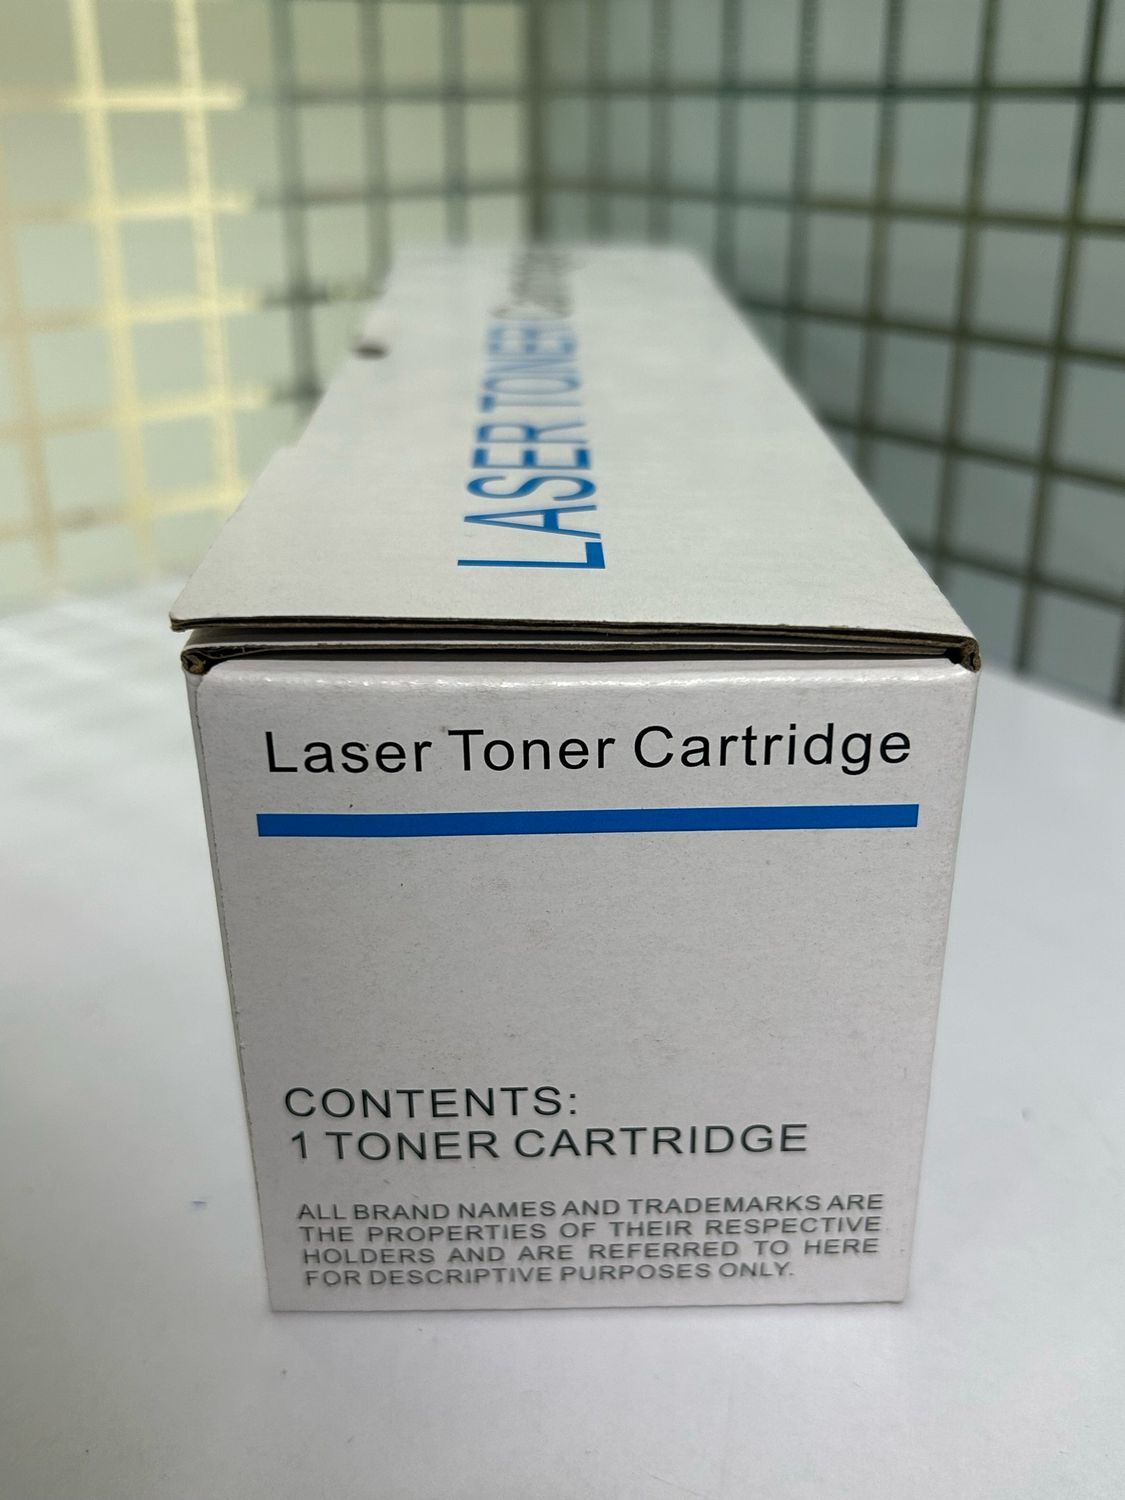 LASER TONER Cartridge
Laser Toner Cartridge
CONTENTS:
1 TONER CARTRIDGE
ALL BRAND NAMES AND TRADEMARKS ARE
THE PROPERTIES OF THEIR RESPECTIVE
HOLDERS AND ARE REFERRED TO HERE
FOR DESCRIPTIVE PURPOSES ONLY.